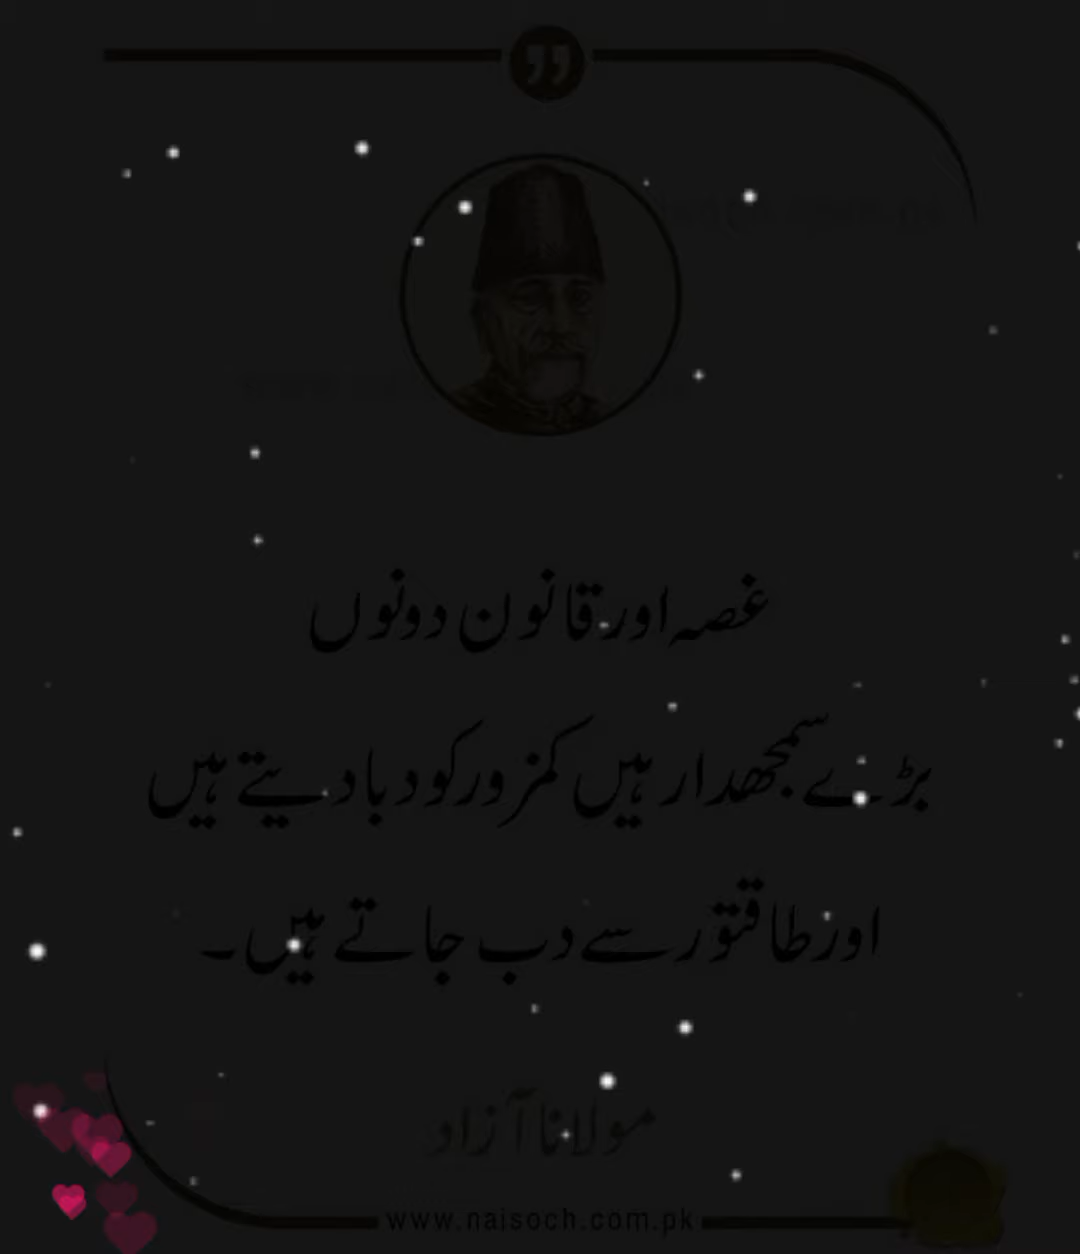 غصہ اور قانون دونوں
بڑے سمجھدار ہیں کمزور کو دبا دیتے ہیں
اور طاقتور سے دب جاتے ہیں۔
مولانا آزاد
www.naisoch.com.pk